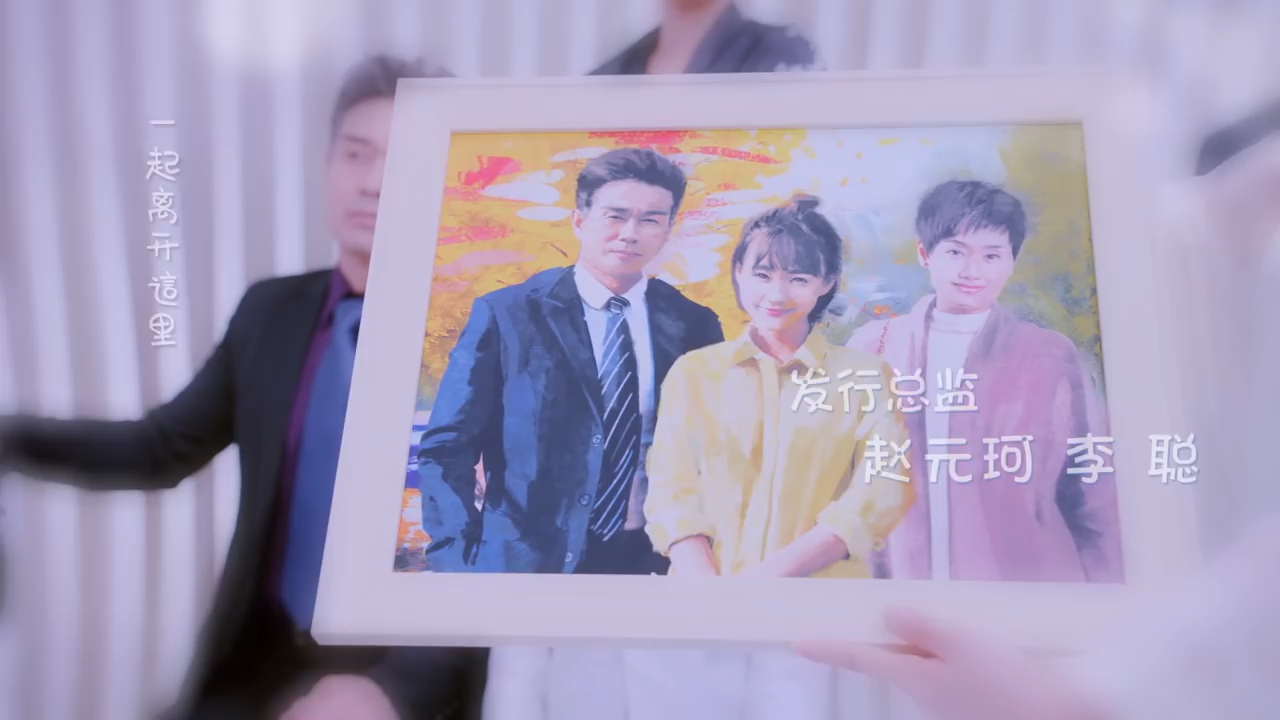 一起离开這里
发行总监
赵元珂 李 聪